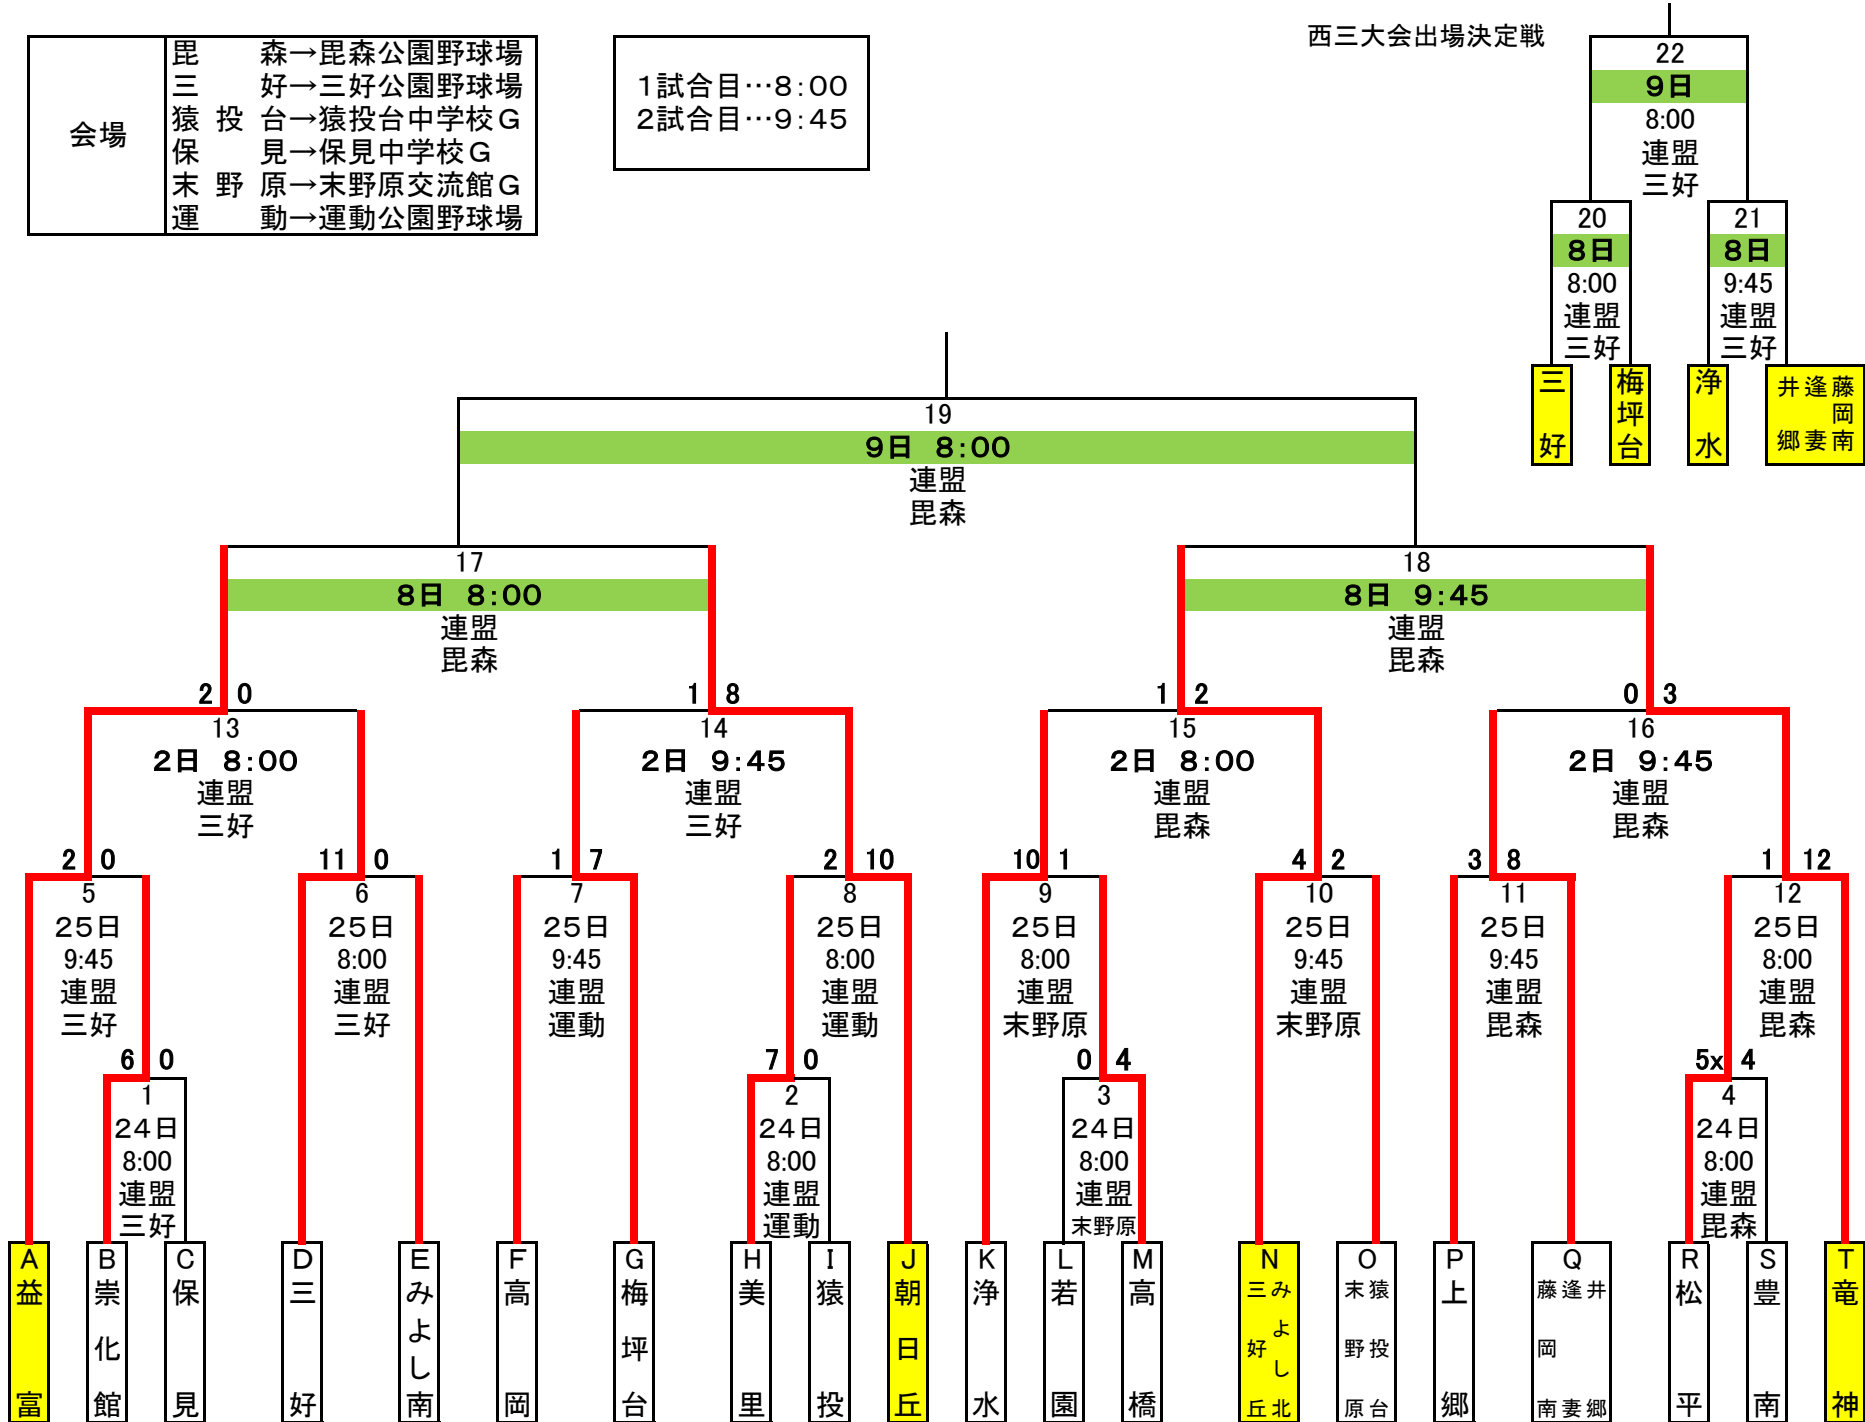 会場
毘　　森→毘森公園野球場
三　　好→三好公園野球場
猿 投 台→猿投台中学校G
保　　見→保見中学校G
末 野 原→末野原交流館G
運　　動→運動公園野球場
1試合目…8:00
2試合目…9:45
西三大会出場決定戦
22
9日
8:00
連盟
三好
20 21
8日 8日
8:00 9:45
連盟 連盟
三好 三好
三好 梅坪台 浄水 井郷 逢妻 藤岡南
19
9日 8:00
連盟
毘森
17 18
8日 8:00 8日 9:45
連盟 連盟
毘森 毘森
2 0 1 8 1 2 0 3
13 14 15 16
2日 8:00 2日 9:45 2日 8:00 2日 9:45
連盟 連盟 連盟 連盟
三好 三好 毘森 毘森
2 0 11 0 1 7 2 10 10 1 4 2 3 8 1 12
5 6 7 8 9 10 11 12
25日 25日 25日 25日 25日 25日 25日 25日
9:45 8:00 9:45 8:00 8:00 9:45 9:45 8:00
連盟 連盟 連盟 連盟 連盟 連盟 連盟 連盟
三好 三好 運動 運動 末野原 末野原 毘森 毘森
6 0 7 0 0 4 5x 4
1 2 3 4
24日 24日 24日 24日
8:00 8:00 8:00 8:00
連盟 連盟 連盟 連盟
三好 運動 末野原 毘森
A B C D E F G H I J K L M N O P Q R S T
益富 崇化館 保見 三好 みよし南 高岡 梅坪台 美里 猿投 朝日丘 浄水 若園 高橋 三好丘 みよし北 末野原 猿投台 上郷 藤岡南 逢妻 井郷 松平 豊南 竜神